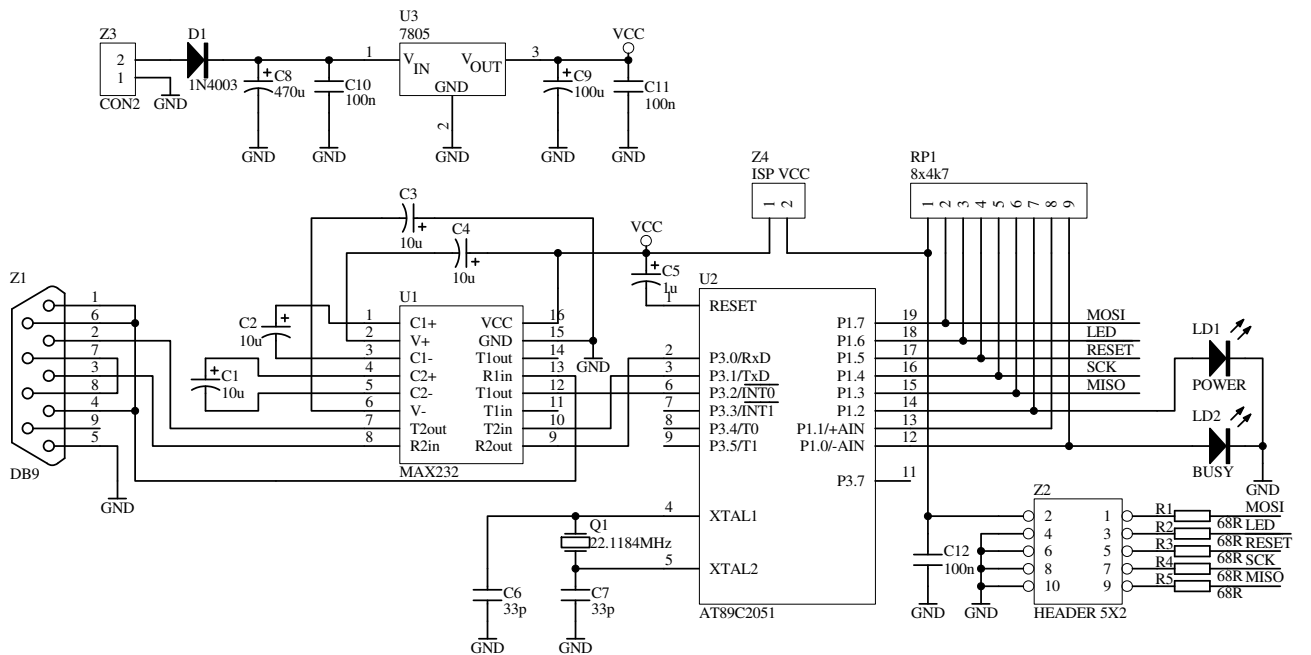 Z3
2
1
CON2
GND
D1
1N4003
C8
470u
GND
C10
100n
GND
U3
7805
1
VIN
VOUT
GND
3
2
GND
C9
100u
GND
VCC
C11
100n
GND
C3
10u
C4
10u
VCC
C5
1u
Z4
ISP VCC
1 2
RP1
8x4k7
1 2 3 4 5 6 7 8 9
Z1
1
6
2
7
3
8
4
9
5
DB9
GND
C2
10u
C1
10u
U1
1 C1+ VCC 16
2 V+ GND 15
3 C1- T1out 14
4 C2+ R1in 13
5 C2- T1out 12
6 V- T1in 11
7 T2out T2in 10
8 R2in R2out 9
MAX232
GND
U2
1 RESET
P1.7 19 MOSI
P1.6 18 LED
2 P3.0/RxD P1.5 17 RESET
3 P3.1/TxD P1.4 16 SCK
6 P3.2/INT0 P1.3 15 MISO
7 P3.3/INT1 P1.2 14
8 P3.4/T0 P1.1/+AIN 13
9 P3.5/T1 P1.0/-AIN 12
P3.7 11
4 XTAL1
5 XTAL2
AT89C2051
LD1
POWER
LD2
BUSY
GND
Q1
22.1184MHz
C6
33p
GND
C7
33p
GND
C12
100n
GND
GND
Z2
2 1 R1 68R MOSI
4 3 R2 68R LED
6 5 R3 68R RESET
8 7 R4 68R SCK
10 9 R5 68R MISO
HEADER 5X2